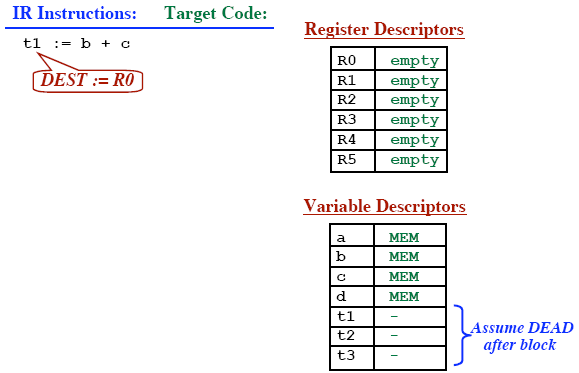 IR Instructions: Target Code:
t1 := b + c
DEST := R0
Register Descriptors
R0 empty
R1 empty
R2 empty
R3 empty
R4 empty
R5 empty
Variable Descriptors
a MEM
b MEM
c MEM
d MEM
t1 -
t2 -
t3 -
Assume DEAD
after block